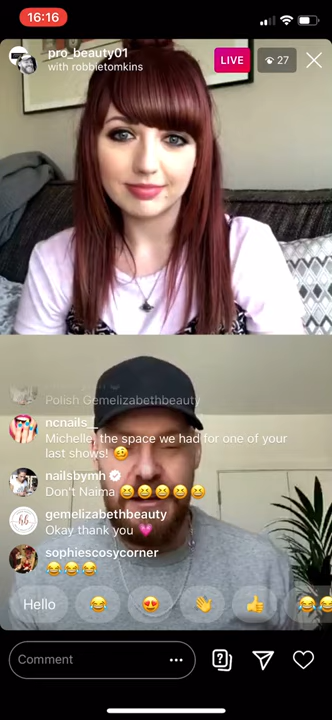 16:16
pro_beauty01
with robbietomkins
LIVE
27
Polish Gemelizabethbeauty
ncnails_
Michelle, the space we had for one of your
last shows! 🥴
nailsbymh
Don't Naima 😆😆😆😆😆
gemelizabethbeauty
Okay thank you 💗
sophiescosycorner
😂😂😂
Hello 😂 😍 👋 👍 😂😂
Comment